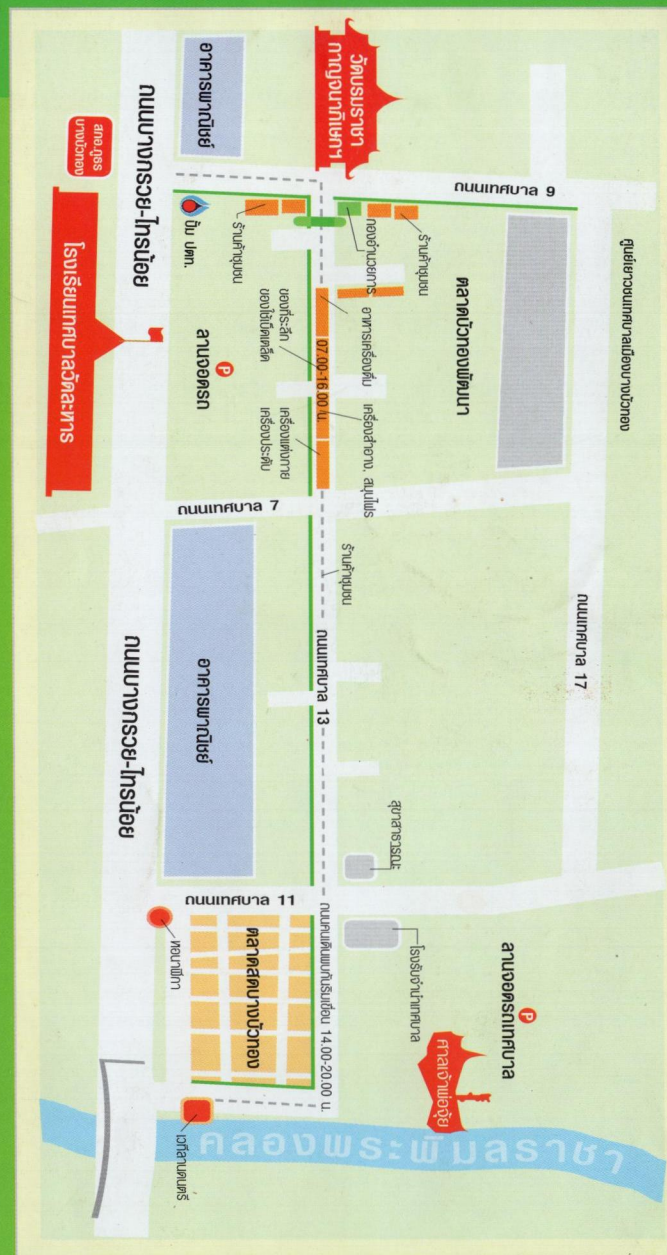 วัดบรมราชา
กาญจนาภิเษกฯ
อาคารพาณิชย์
สภอ.ภูธร
บางบัวทอง
ถนนบางกรวย-ไทรน้อย
โรงเรียนเทศบาลวัดละหาร
ปั๊ม ปตท.
ร้านค้าชุมชน
กองอำนวยการ
ร้านค้าชุมชน
ถนนเทศบาล 9
ศูนย์เยาวชนเทศบาลเมืองบางบัวทอง
ตลาดบัวทองพัฒนา
P
ลานจอดรถ
ของที่ระลึก
ของใช้เบ็ดเตล็ด
07.00-16.00 น.
อาหารเครื่องดื่ม
เครื่องสำอาง, สมุนไพร
เครื่องแต่งกาย
เครื่องประดับ
ถนนเทศบาล 7
ร้านค้าชุมชน
ถนนเทศบาล 17
ถนนเทศบาล 13
อาคารพาณิชย์
ถนนบางกรวย-ไทรน้อย
สุขาสาธารณะ
ถนนเทศบาล 11
หอนาฬิกา
ตลาดสดบางบัวทอง
ถนนคนเดินพบกันริมเขื่อน 14.00-20.00 น.
โรงรับจำนำเทศบาล
ลานจอดรถเทศบาล
P
ศาลเจ้าพ่อจุ้ย
เวทีลานดนตรี
คลองพระพิมลราชา